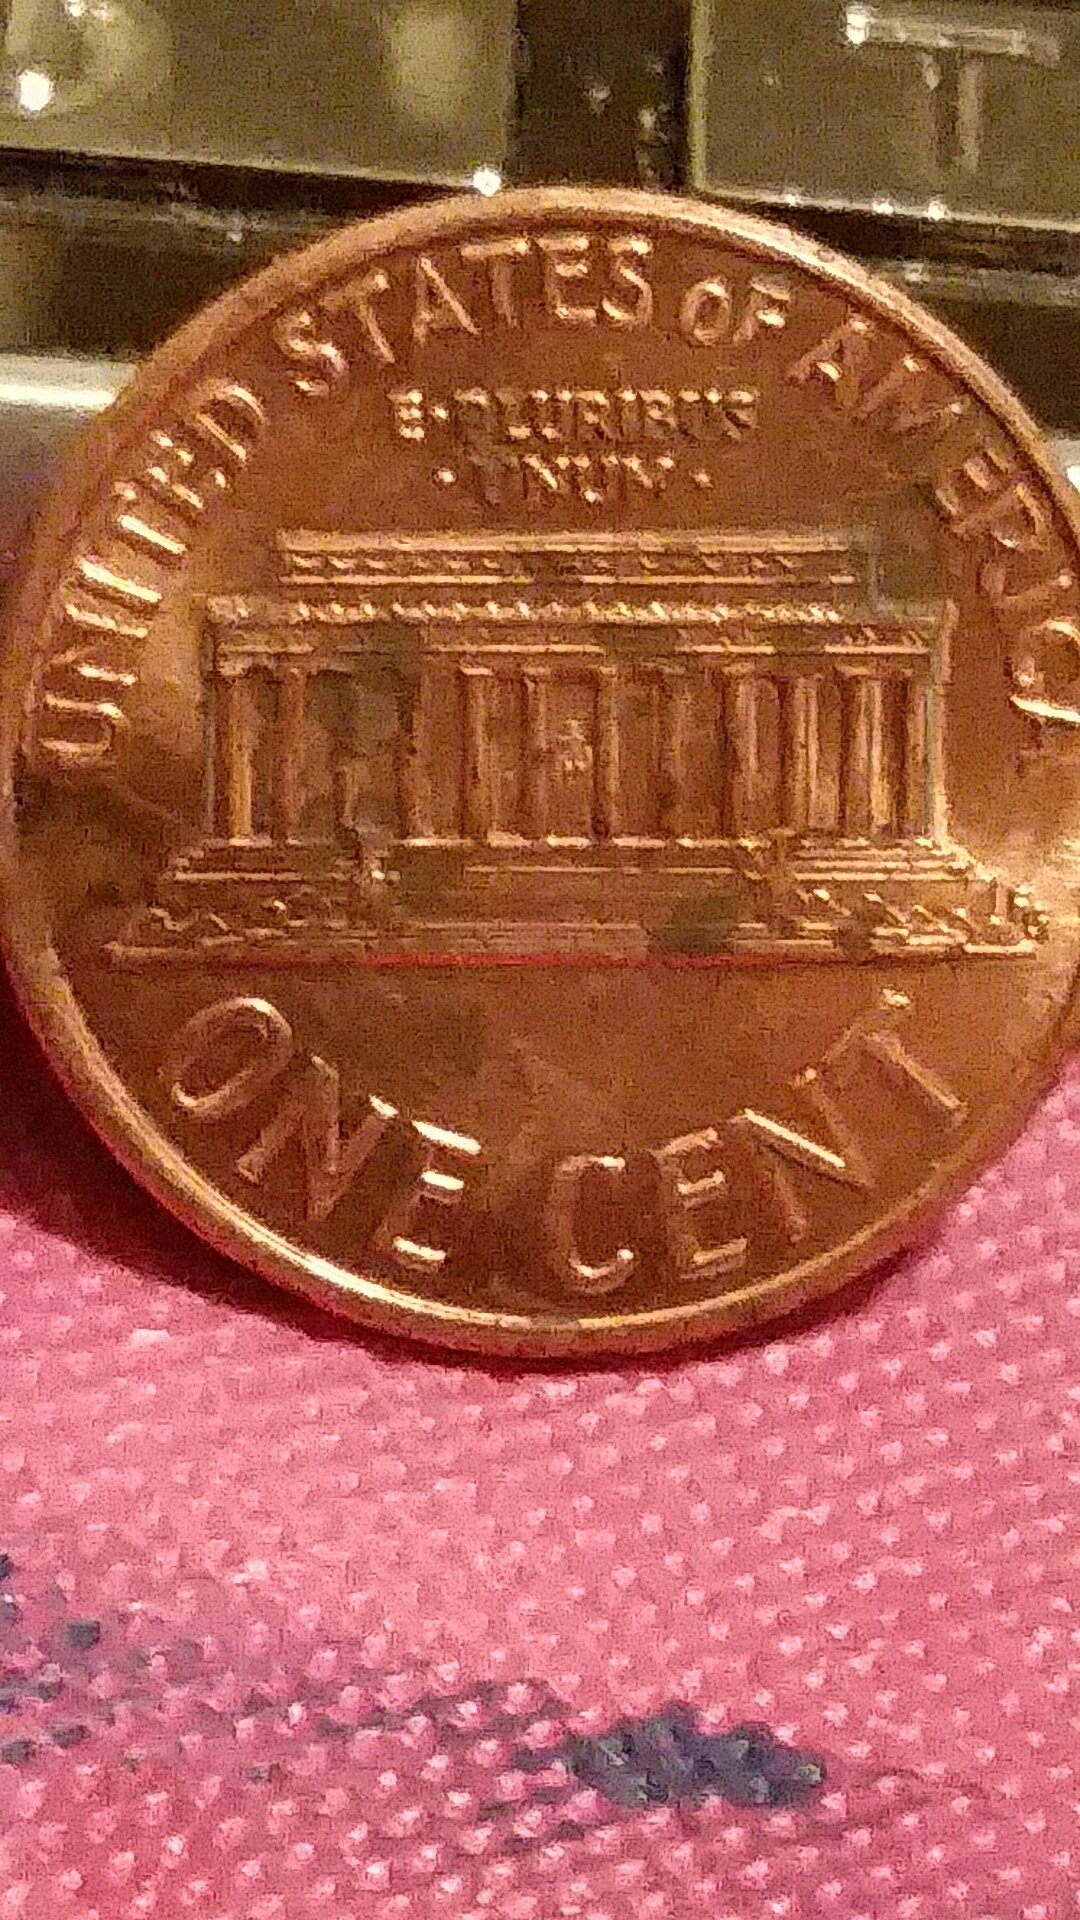 UNITED STATES OF AMERICA
E·PLURIBUS
·UNUM·
ONE CENT